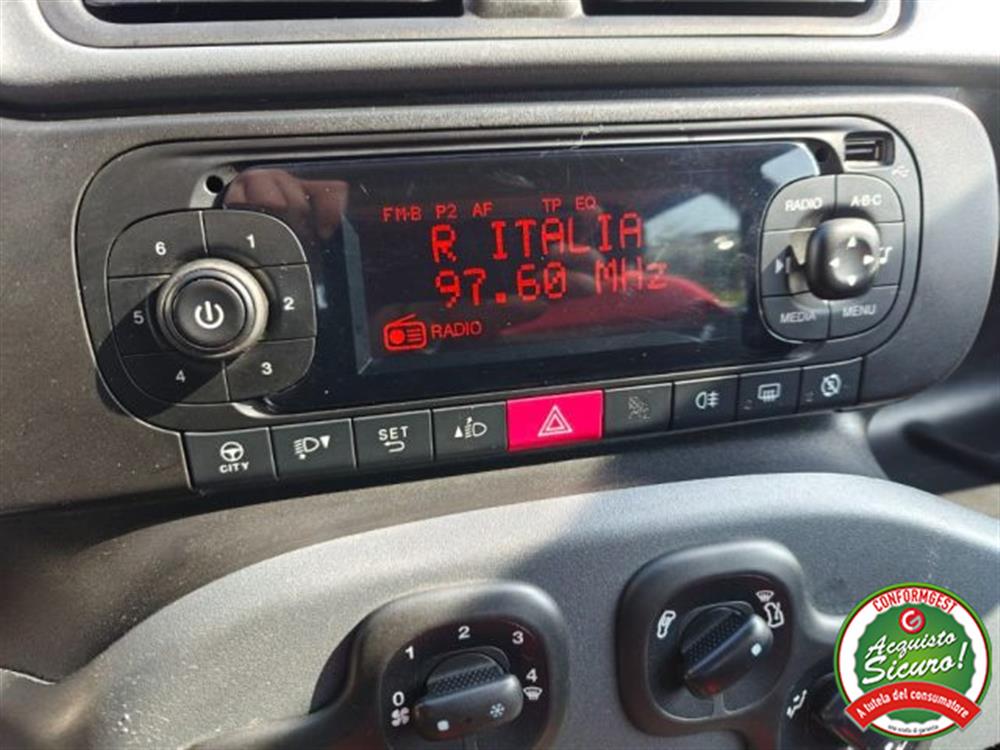 FM-B P2 AF TP EQ
R ITALIA
97.60 MHz
RADIO
6 1
5 2
4 3
RADIO A·B·C
MEDIA MENU
CITY
SET
0 1 2 3 4
CONFORMGEST
G
Acquisto
Sicuro!
A tutela del consumatore